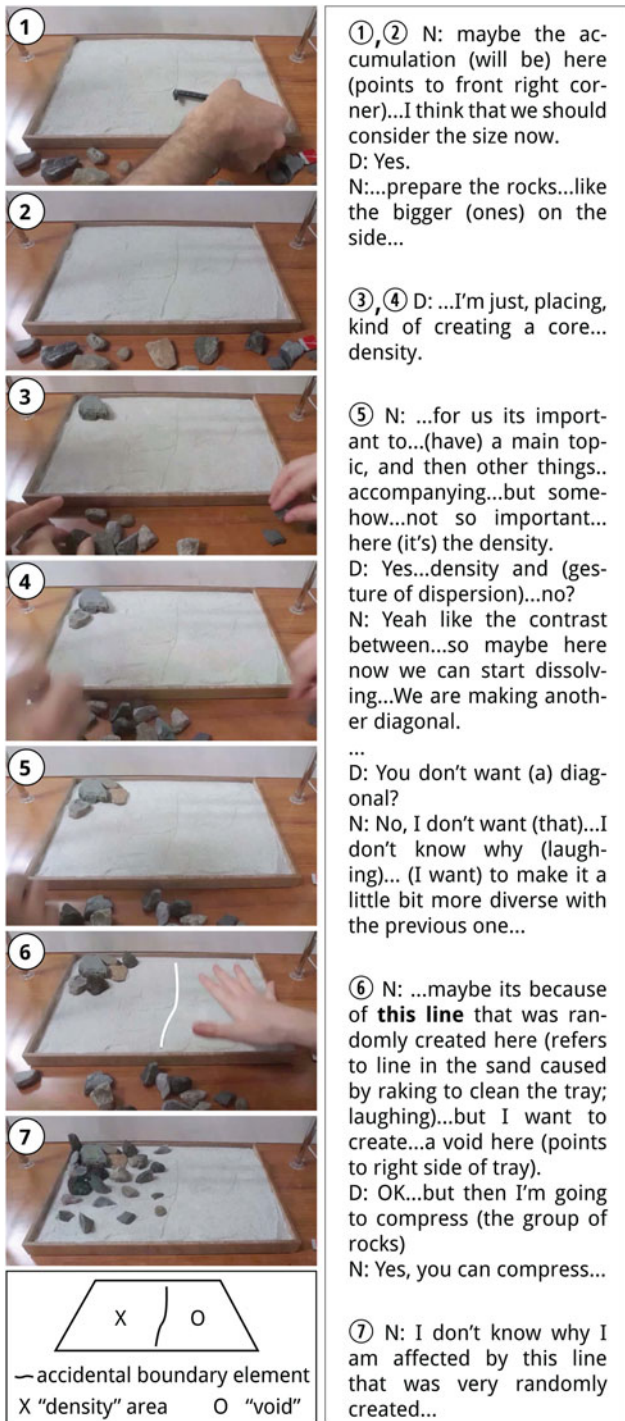 1
2
3
4
5
6
7
X O
accidental boundary element
X “density” area O “void”
①,② N: maybe the ac-
cumulation (will be) here
(points to front right cor-
ner)...I think that we should
consider the size now.
D: Yes.
N:...prepare the rocks...like
the bigger (ones) on the
side...
③,④ D: ...I’m just, placing,
kind of creating a core...
density.
⑤ N: ...for us its import-
ant to...(have) a main top-
ic, and then other things..
accompanying...but some-
how...not so important...
here (it’s) the density.
D: Yes...density and (ges-
ture of dispersion)...no?
N: Yeah like the contrast
between...so maybe here
now we can start dissolv-
ing...We are making anoth-
er diagonal.
...
D: You don’t want (a) diag-
onal?
N: No, I don’t want (that)...I
don’t know why (laugh-
ing)... (I want) to make it a
little bit more diverse with
the previous one...
⑥ N: ...maybe its because
of this line that was ran-
domly created here (refers
to line in the sand caused
by raking to clean the tray;
laughing)...but I want to
create...a void here (points
to right side of tray).
D: OK...but then I’m going
to compress (the group of
rocks)
N: Yes, you can compress...
⑦ N: I don’t know why I
am affected by this line
that was very randomly
created...